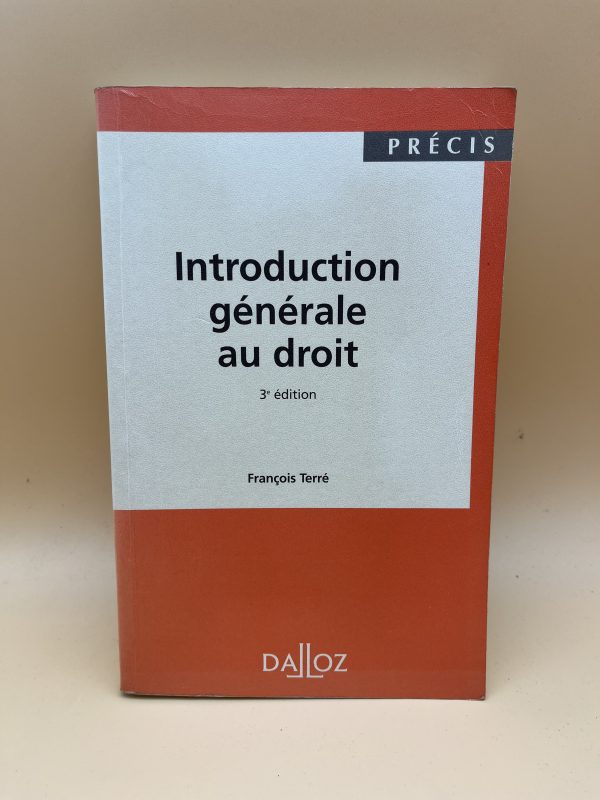 PRÉCIS
Introduction
générale
au droit
3e édition
François Terré
DALLOZ